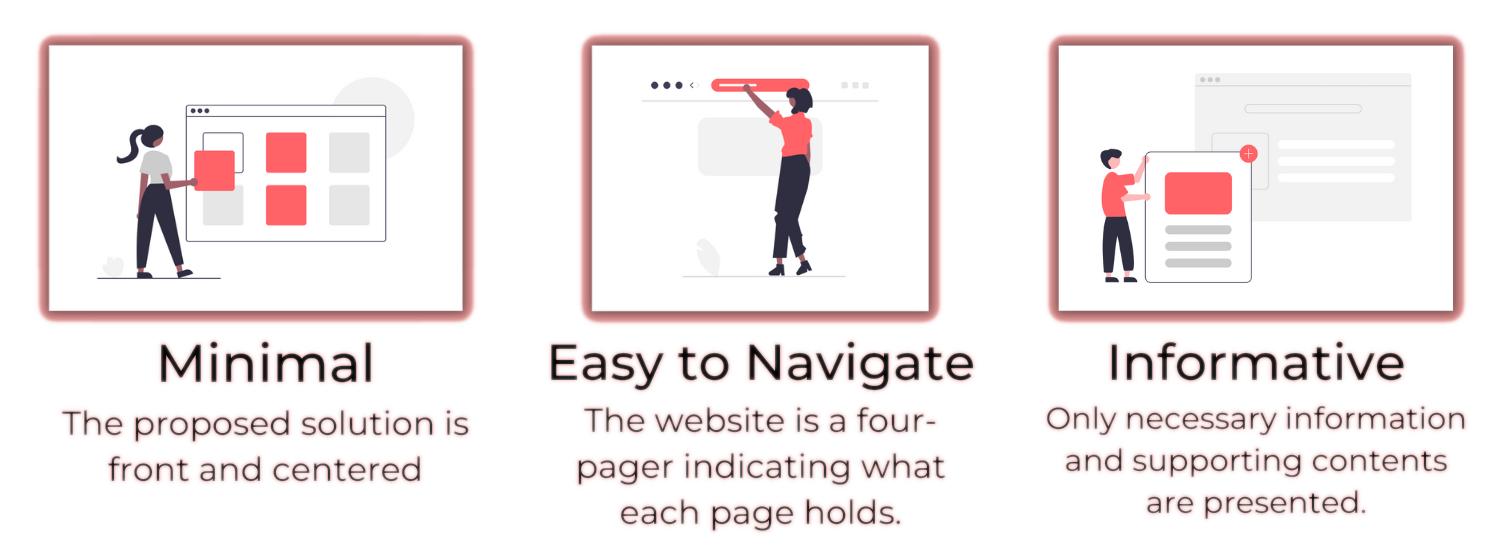 Minimal
The proposed solution is
front and centered
Easy to Navigate
The website is a four-
pager indicating what
each page holds.
Informative
Only necessary information
and supporting contents
are presented.